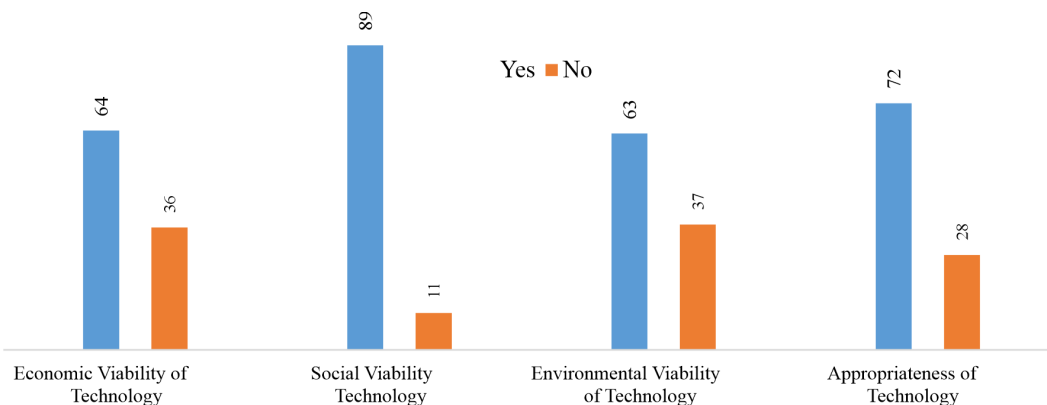 64
36
89
11
Yes No
63
37
72
28
Economic Viability of
Technology
Social Viability
Technology
Environmental Viability
of Technology
Appropriateness of
Technology